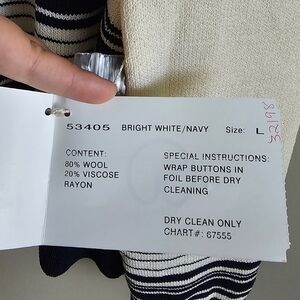 53405 BRIGHT WHITE/NAVY Size: L
CONTENT:
80% WOOL
20% VISCOSE
RAYON
SPECIAL INSTRUCTIONS:
WRAP BUTTONS IN
FOIL BEFORE DRY
CLEANING
DRY CLEAN ONLY
CHART#: 67555